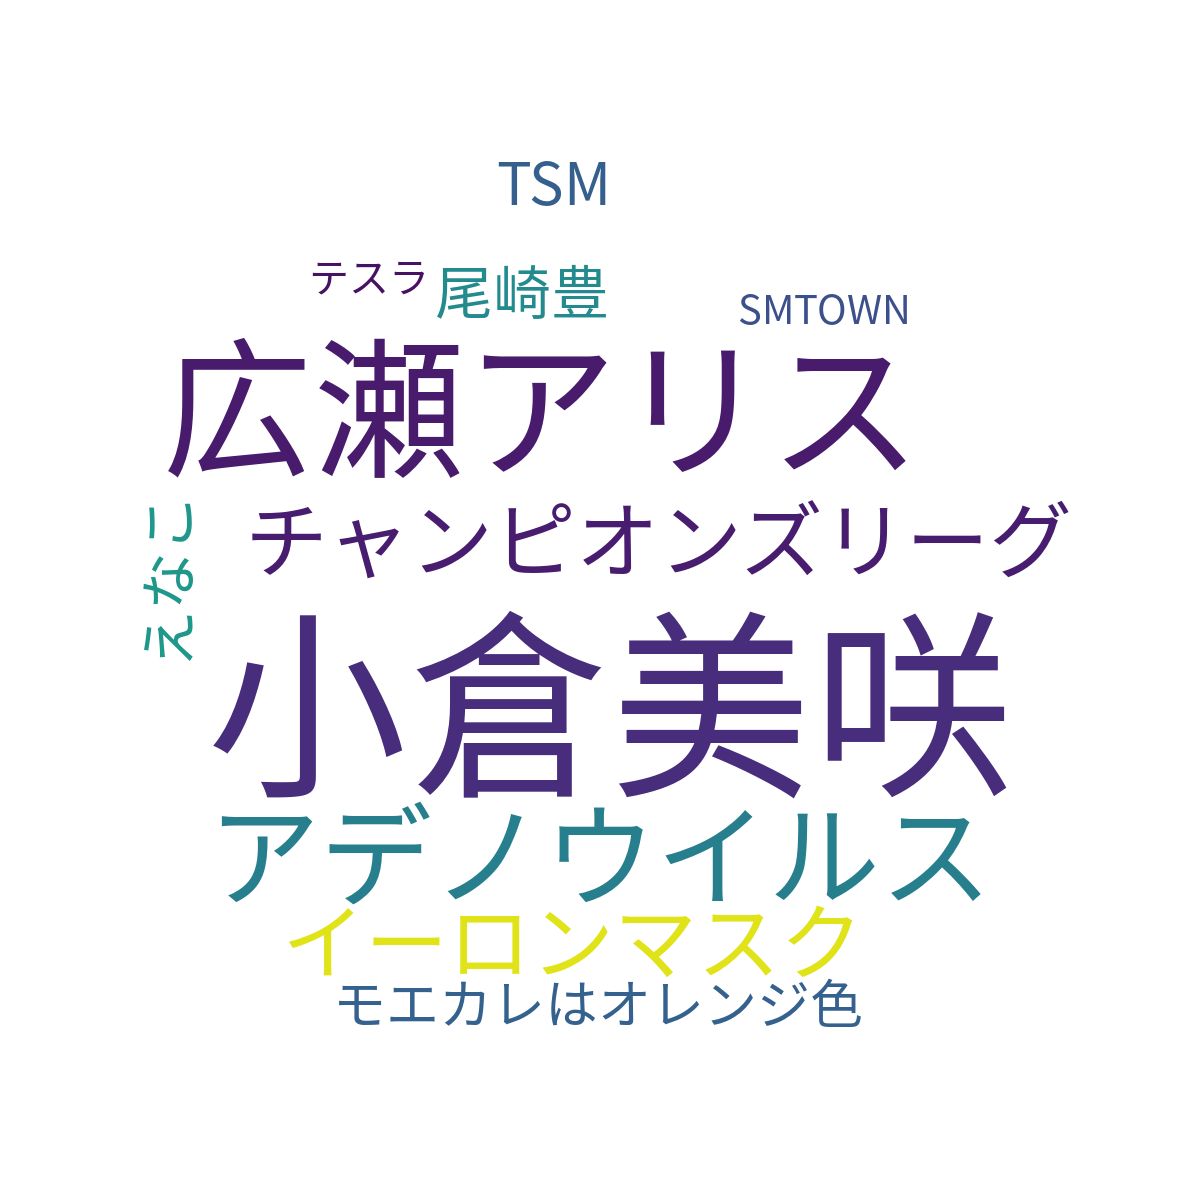 TSM
テスラ
尾崎豊
SMTOWN
広瀬アリス
チャンピオンズリーグ
えなこ
小倉美咲
アデノウイルス
イーロンマスク
モエカレはオレンジ色